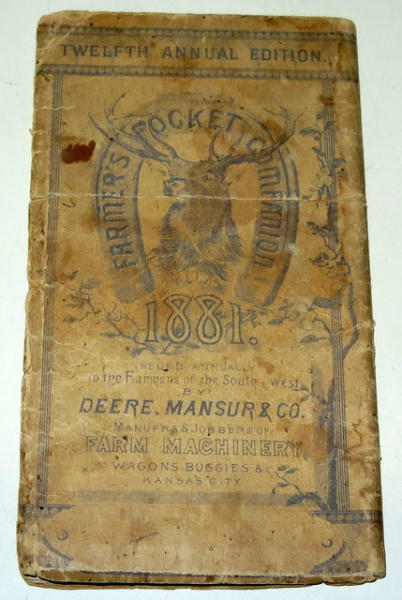 TWELFTH ANNUAL EDITION.
FARMER'S POCKET COMPANION
1881.
ISSUED ANNUALLY
to the Farmers of the South-west,
BY
DEERE, MANSUR & CO.
MANUFRS & JOBBERS OF
FARM MACHINERY
WAGONS, BUGGIES &c
KANSAS CITY